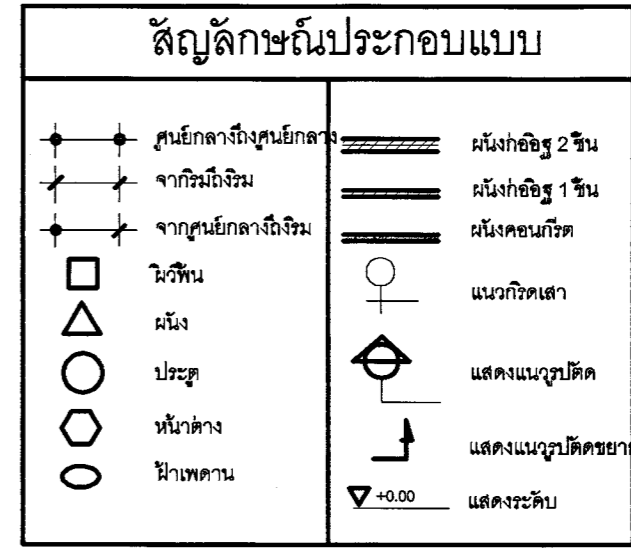 สัญลักษณ์ประกอบแบบ
ศูนย์กลางถึงศูนย์กลาง
จากริมถึงริม
จากศูนย์กลางถึงริม
ผิวพื้น
ผนัง
ประตู
หน้าต่าง
ฝ้าเพดาน
ผนังก่ออิฐ 2 ชั้น
ผนังก่ออิฐ 1 ชั้น
ผนังคอนกรีต
แนวกริดเสา
แสดงแนวรูปตัด
แสดงแนวรูปตัดขยาย
+0.00
แสดงระดับ